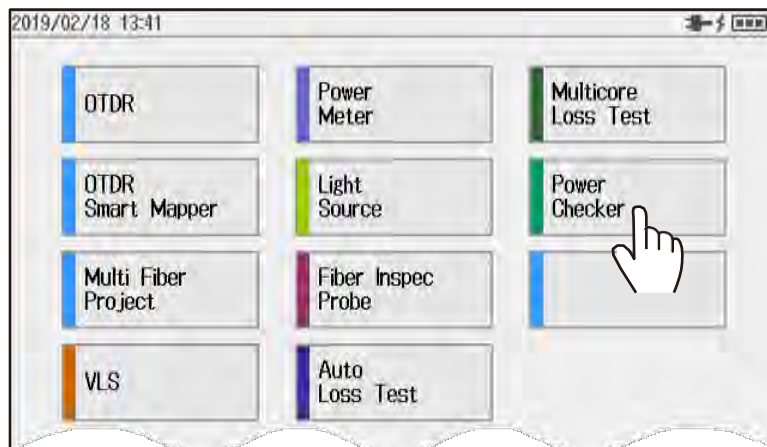 2019/02/18 13:41
OTDR
Power
Meter
Multicore
Loss Test
OTDR
Smart Mapper
Light
Source
Power
Checker
Multi Fiber
Project
Fiber Inspec
Probe
VLS
Auto
Loss Test